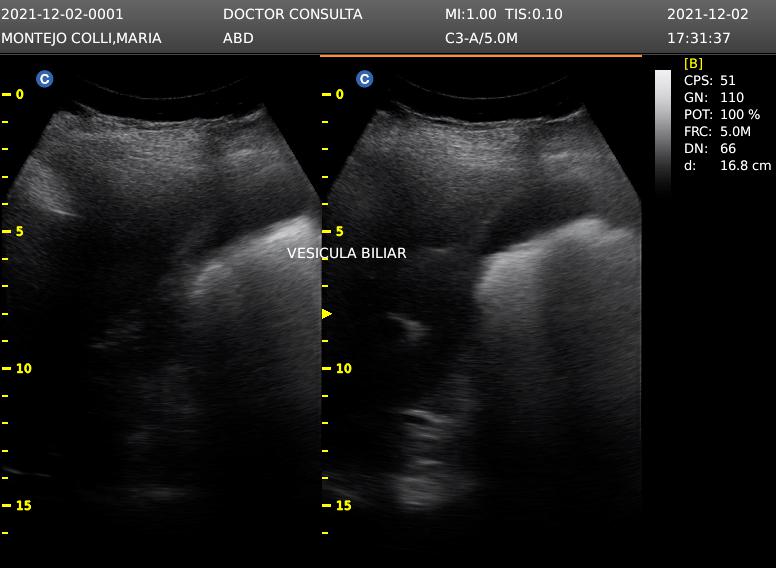 2021-12-02-0001 DOCTOR CONSULTA MI:1.00 TIS:0.10 2021-12-02
MONTEJO COLLI,MARIA ABD C3-A/5.0M 17:31:37
C C [B]
0 0 CPS: 51
GN: 110
POT: 100 %
FRC: 5.0M
DN: 66
d: 16.8 cm
5 5
VESICULA BILIAR
10 10
15 15